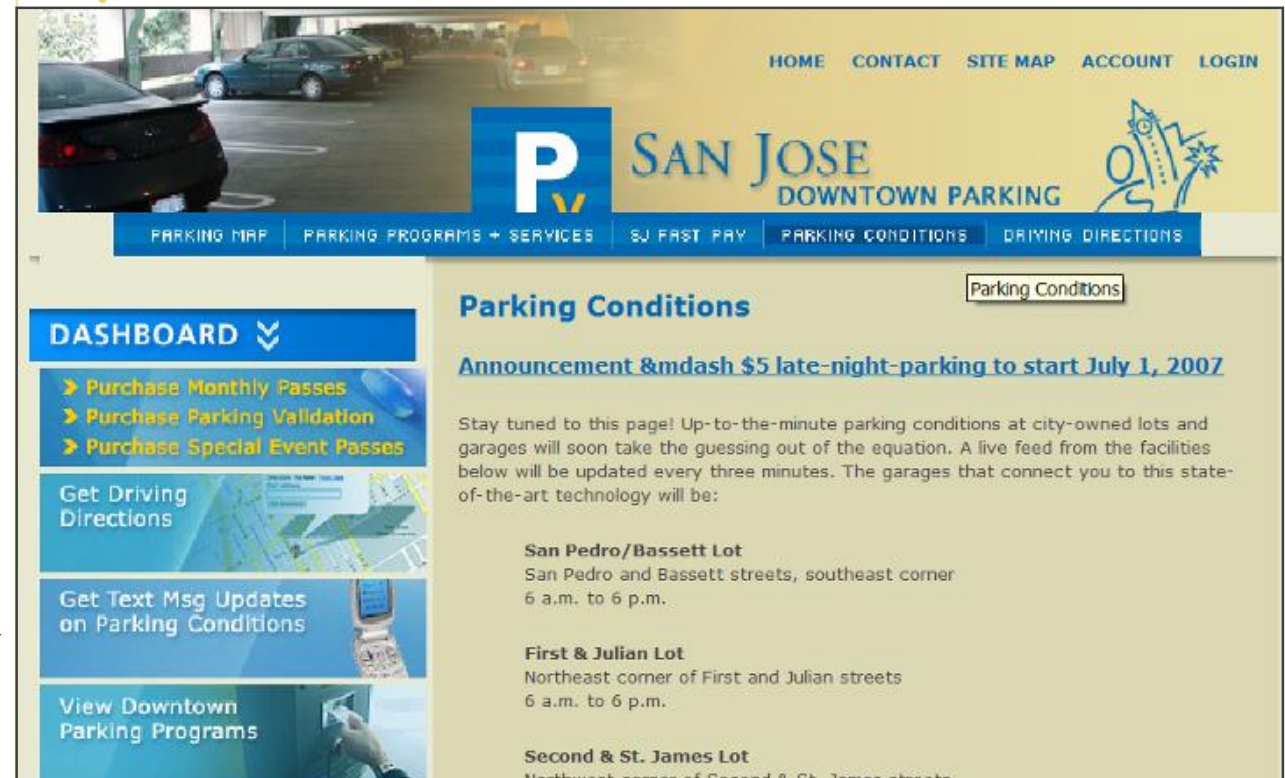 HOME CONTACT SITE MAP ACCOUNT LOGIN
P
v
SAN JOSE
DOWNTOWN PARKING
PARKING MAP PARKING PROGRAMS + SERVICES SJ FAST PAY PARKING CONDITIONS DRIVING DIRECTIONS
Parking Conditions
DASHBOARD
Purchase Monthly Passes
Purchase Parking Validation
Purchase Special Event Passes
Get Driving
Directions
Get Text Msg Updates
on Parking Conditions
View Downtown
Parking Programs
Parking Conditions
Announcement &mdash $5 late-night-parking to start July 1, 2007
Stay tuned to this page! Up-to-the-minute parking conditions at city-owned lots and
garages will soon take the guessing out of the equation. A live feed from the facilities
below will be updated every three minutes. The garages that connect you to this state-
of-the-art technology will be:
San Pedro/Bassett Lot
San Pedro and Bassett streets, southeast corner
6 a.m. to 6 p.m.
First & Julian Lot
Northeast corner of First and Julian streets
6 a.m. to 6 p.m.
Second & St. James Lot
Northwest corner of Second & St. James streets